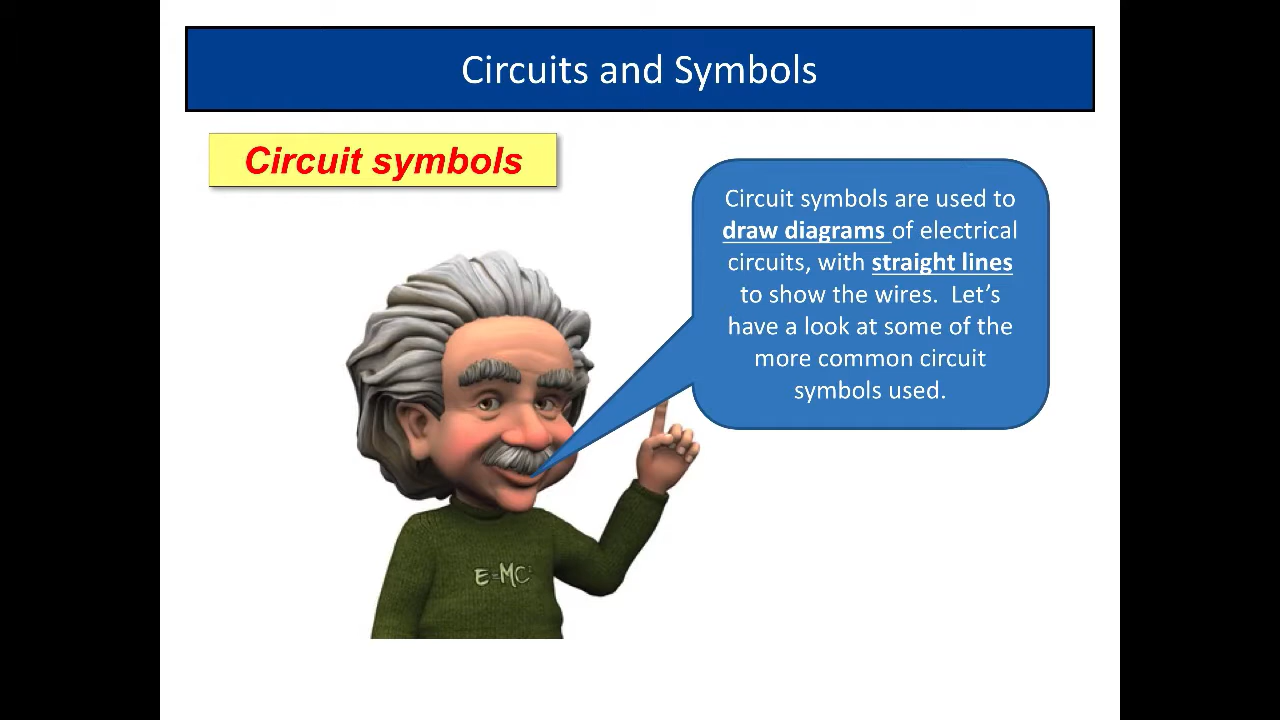 Circuits and Symbols
Circuit symbols
Circuit symbols are used to
draw diagrams of electrical
circuits, with straight lines
to show the wires.  Let’s
have a look at some of the
more common circuit
symbols used.
E=MC²